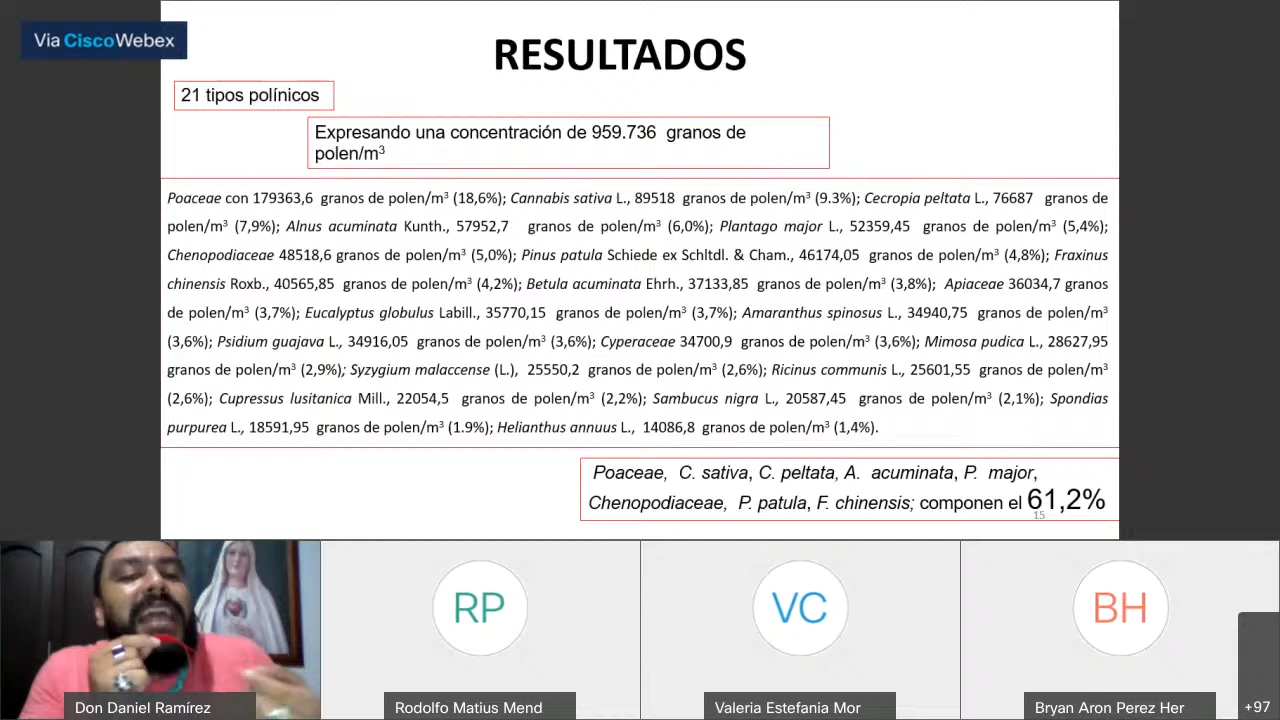 Via CiscoWebex
RESULTADOS
21 tipos polínicos
Expresando una concentración de 959.736 granos de
polen/m³
Poaceae con 179363,6 granos de polen/m³ (18,6%); Cannabis sativa L., 89518 granos de polen/m³ (9.3%); Cecropia peltata L., 76687 granos de
polen/m³ (7,9%); Alnus acuminata Kunth., 57952,7 granos de polen/m³ (6,0%); Plantago major L., 52359,45 granos de polen/m³ (5,4%);
Chenopodiaceae 48518,6 granos de polen/m³ (5,0%); Pinus patula Schiede ex Schltdl. & Cham., 46174,05 granos de polen/m³ (4,8%); Fraxinus
chinensis Roxb., 40565,85 granos de polen/m³ (4,2%); Betula acuminata Ehrh., 37133,85 granos de polen/m³ (3,8%); Apiaceae 36034,7 granos
de polen/m³ (3,7%); Eucalyptus globulus Labill., 35770,15 granos de polen/m³ (3,7%); Amaranthus spinosus L., 34940,75 granos de polen/m³
(3,6%); Psidium guajava L., 34916,05 granos de polen/m³ (3,6%); Cyperaceae 34700,9 granos de polen/m³ (3,6%); Mimosa pudica L., 28627,95
granos de polen/m³ (2,9%); Syzygium malaccense (L.), 25550,2 granos de polen/m³ (2,6%); Ricinus communis L., 25601,55 granos de polen/m³
(2,6%); Cupressus lusitanica Mill., 22054,5 granos de polen/m³ (2,2%); Sambucus nigra L., 20587,45 granos de polen/m³ (2,1%); Spondias
purpurea L., 18591,95 granos de polen/m³ (1.9%); Helianthus annuus L., 14086,8 granos de polen/m³ (1,4%).
Poaceae, C. sativa, C. peltata, A. acuminata, P. major,
Chenopodiaceae, P. patula, F. chinensis; componen el 61,2%
15
RP
VC
BH
Don Daniel Ramírez
Rodolfo Matius Mend
Valeria Estefania Mor
Bryan Aron Perez Her
+97